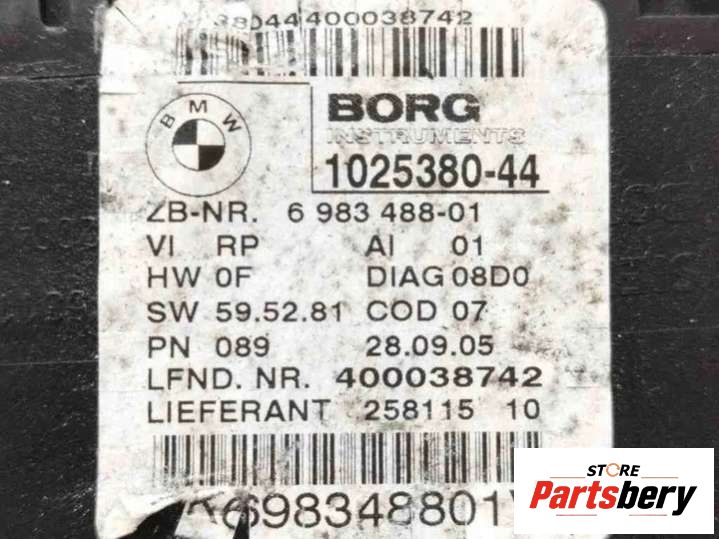 38044400038742
BMW
BORG
INSTRUMENTS
1025380-44
ZB-NR. 6 983 488-01
VI RP AI 01
HW 0F DIAG 08D0
SW 59.52.81 COD 07
PN 089 28.09.05
LFND. NR. 400038742
LIEFERANT 258115 10
698348801
STORE
Partsbery